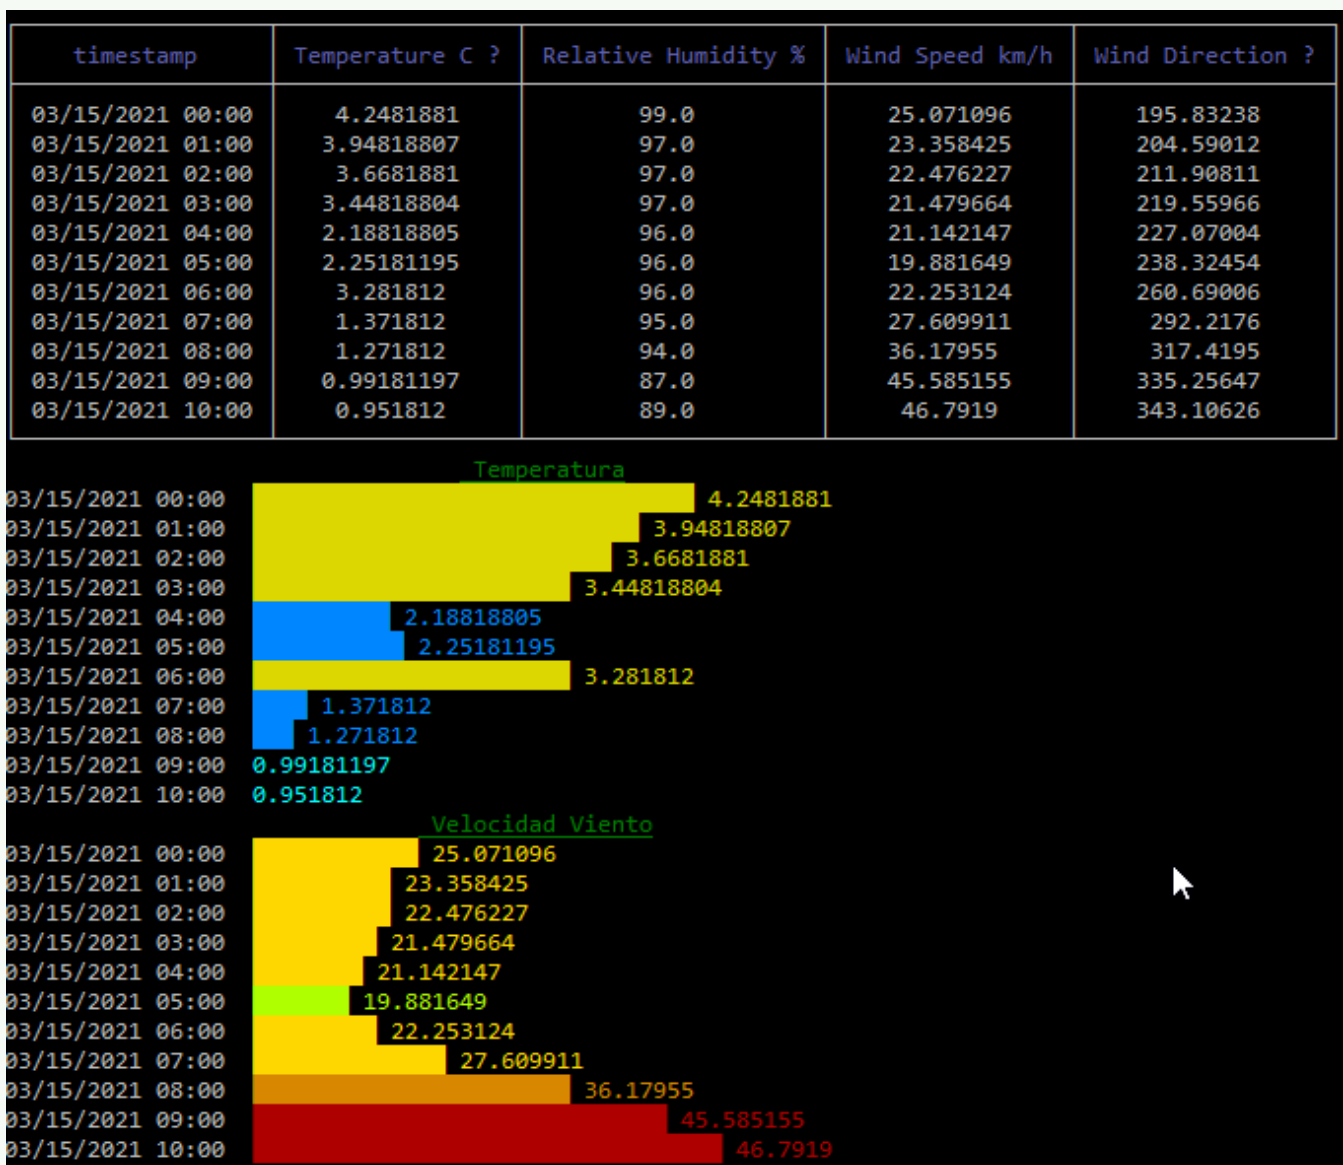 timestamp Temperature C ? Relative Humidity % Wind Speed km/h Wind Direction ?
03/15/2021 00:00 4.2481881 99.0 25.071096 195.83238
03/15/2021 01:00 3.94818807 97.0 23.358425 204.59012
03/15/2021 02:00 3.6681881 97.0 22.476227 211.90811
03/15/2021 03:00 3.44818804 97.0 21.479664 219.55966
03/15/2021 04:00 2.18818805 96.0 21.142147 227.07004
03/15/2021 05:00 2.25181195 96.0 19.881649 238.32454
03/15/2021 06:00 3.281812 96.0 22.253124 260.69006
03/15/2021 07:00 1.371812 95.0 27.609911 292.2176
03/15/2021 08:00 1.271812 94.0 36.17955 317.4195
03/15/2021 09:00 0.99181197 87.0 45.585155 335.25647
03/15/2021 10:00 0.951812 89.0 46.7919 343.10626
Temperatura
03/15/2021 00:00 4.2481881
03/15/2021 01:00 3.94818807
03/15/2021 02:00 3.6681881
03/15/2021 03:00 3.44818804
03/15/2021 04:00 2.18818805
03/15/2021 05:00 2.25181195
03/15/2021 06:00 3.281812
03/15/2021 07:00 1.371812
03/15/2021 08:00 1.271812
03/15/2021 09:00 0.99181197
03/15/2021 10:00 0.951812
Velocidad Viento
03/15/2021 00:00 25.071096
03/15/2021 01:00 23.358425
03/15/2021 02:00 22.476227
03/15/2021 03:00 21.479664
03/15/2021 04:00 21.142147
03/15/2021 05:00 19.881649
03/15/2021 06:00 22.253124
03/15/2021 07:00 27.609911
03/15/2021 08:00 36.17955
03/15/2021 09:00 45.585155
03/15/2021 10:00 46.7919